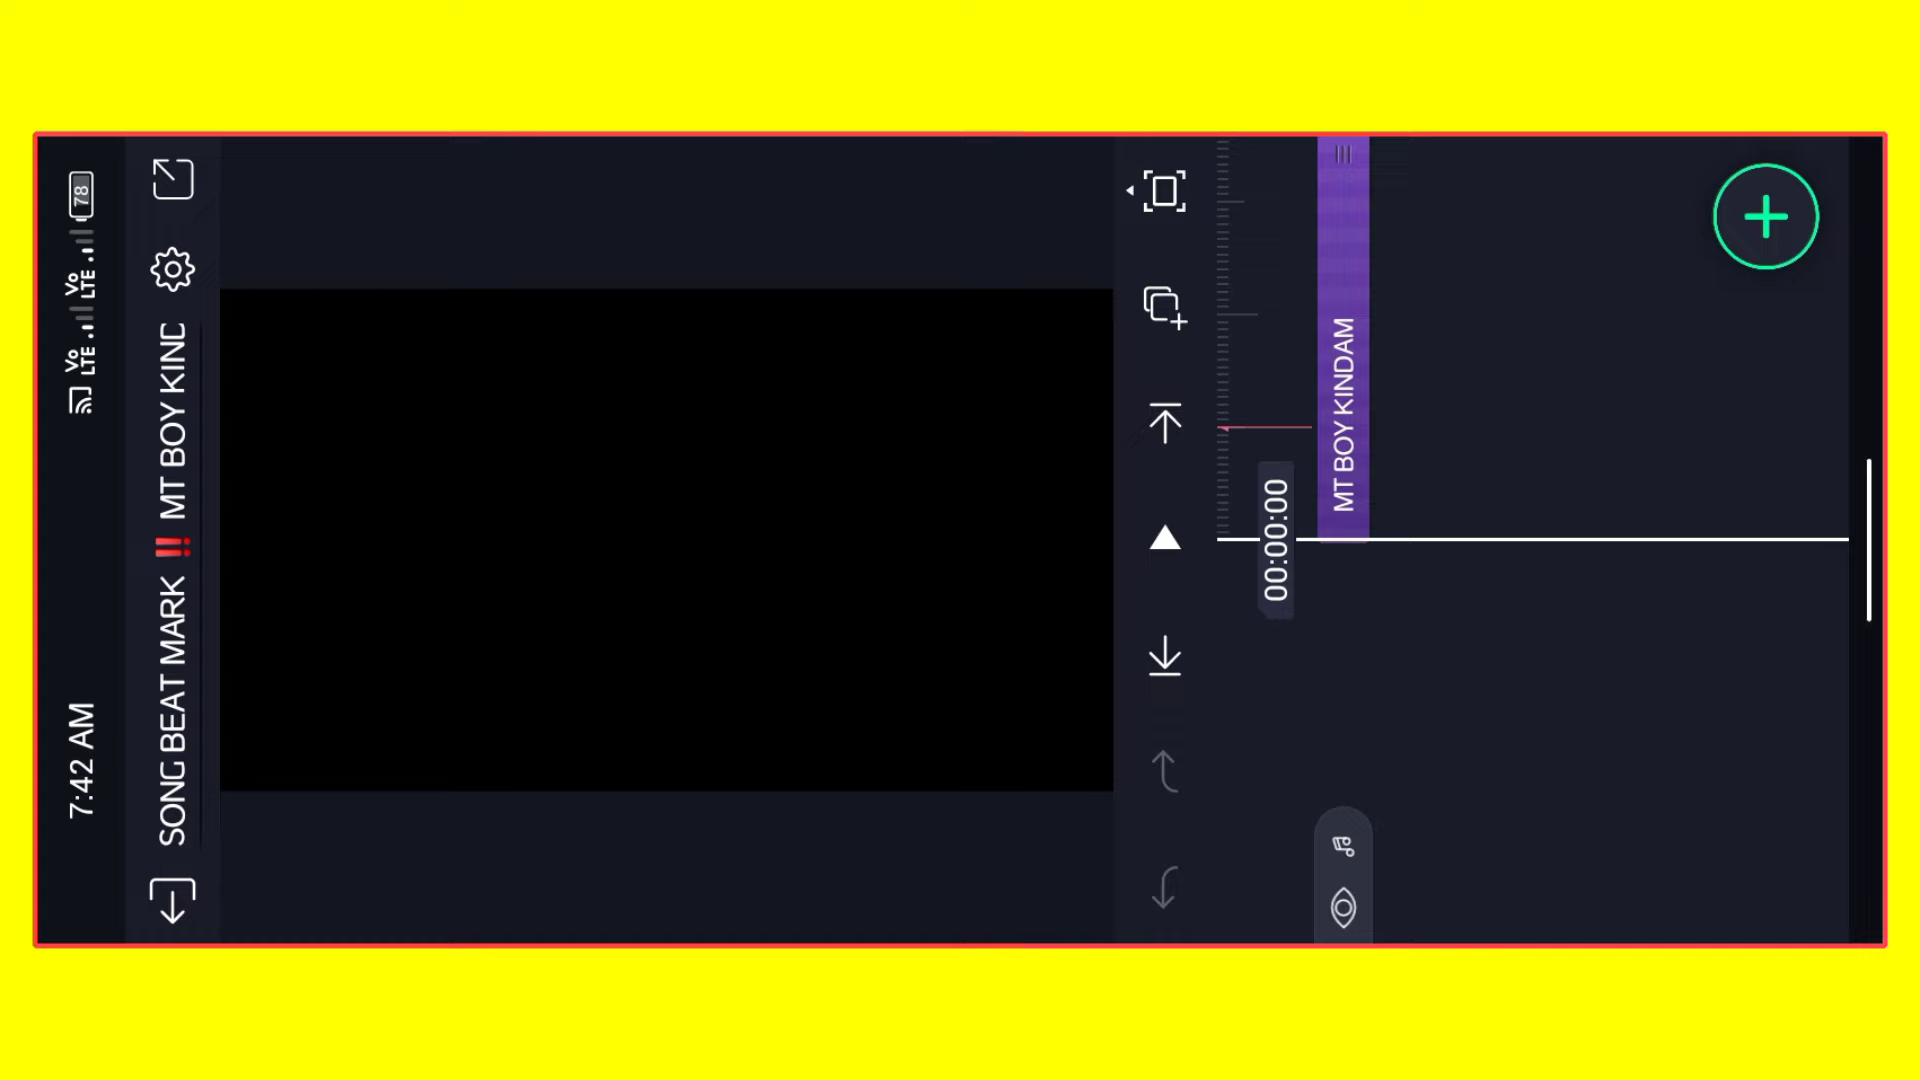 7:42 AM
Vo LTE
Vo LTE
78
SONG BEAT MARK ‼️ MT BOY KINC
00:00:00
MT BOY KINDAM